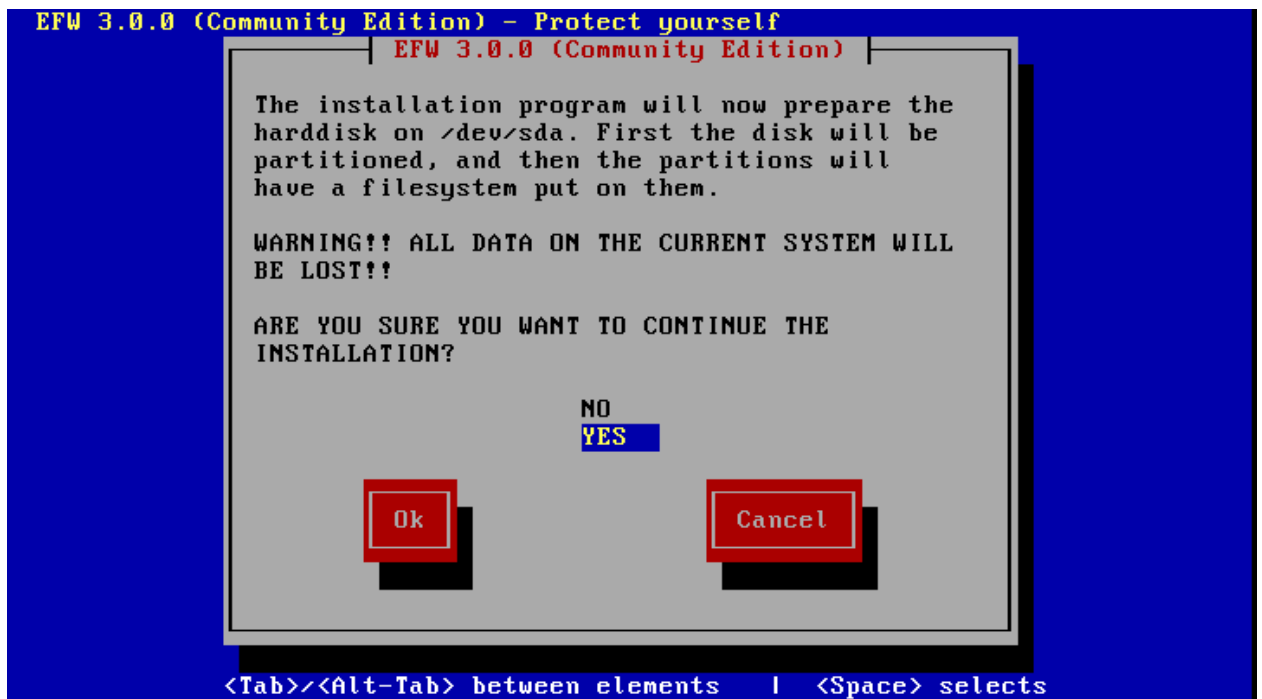 EFW 3.0.0 (Community Edition) - Protect yourself
EFW 3.0.0 (Community Edition)
The installation program will now prepare the
harddisk on /dev/sda. First the disk will be
partitioned, and then the partitions will
have a filesystem put on them.
WARNING!! ALL DATA ON THE CURRENT SYSTEM WILL
BE LOST!!
ARE YOU SURE YOU WANT TO CONTINUE THE
INSTALLATION?
NO
YES
Ok Cancel
<Tab>/<Alt-Tab> between elements | <Space> selects